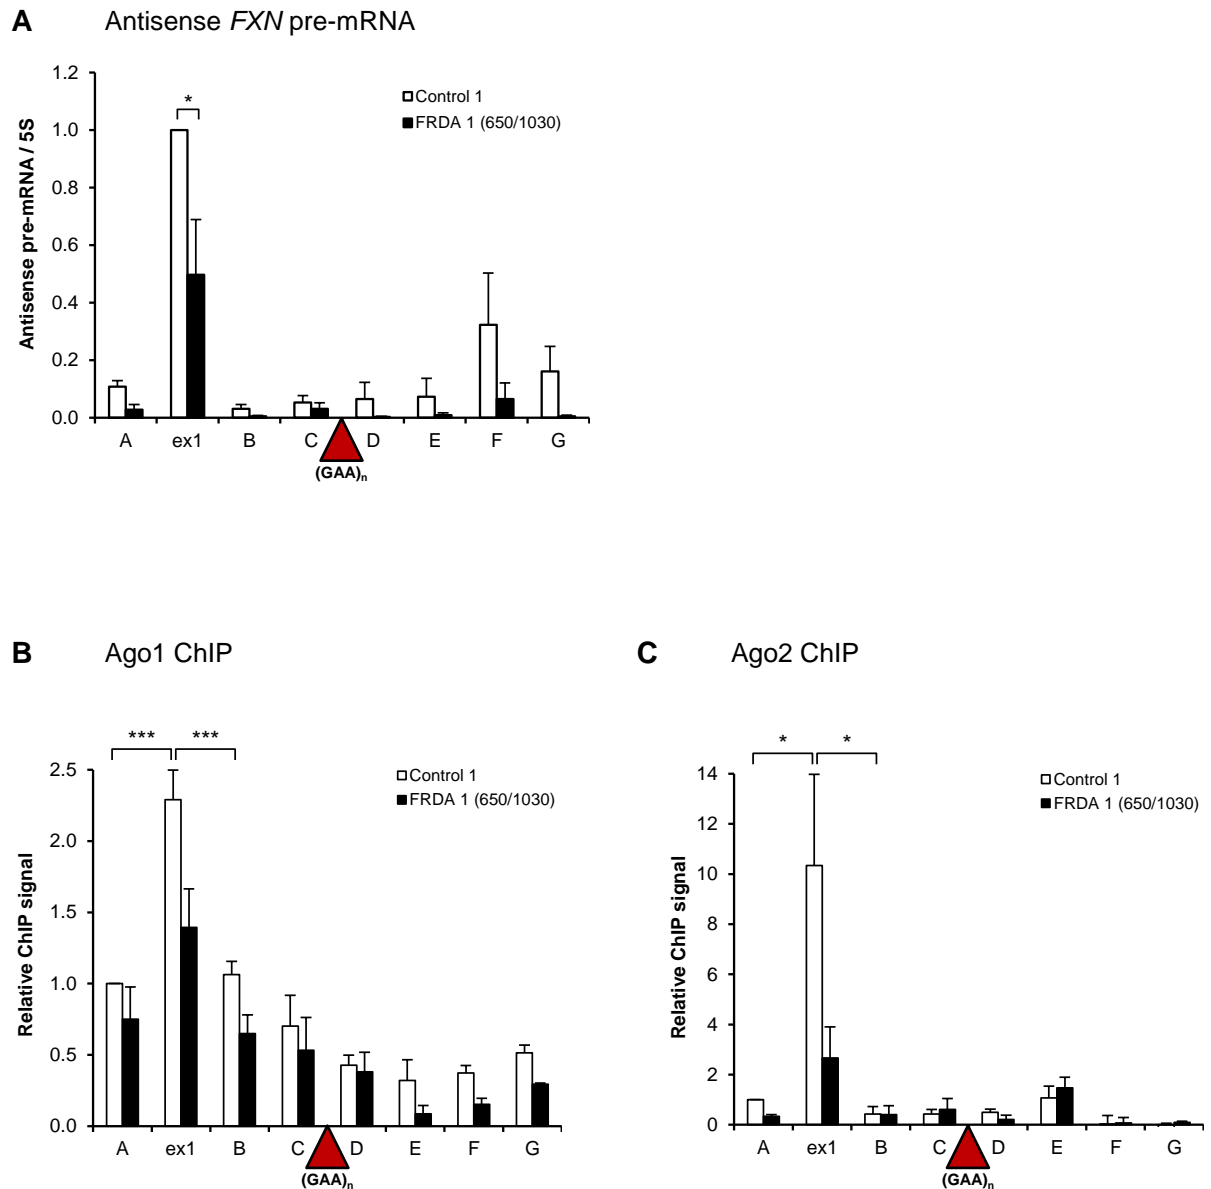 A Antisense FXN pre-mRNA
Antisense pre-mRNA / 5S
1.2
1.0
0.8
0.6
0.4
0.2
0.0
*
Control 1
FRDA 1 (650/1030)
A ex1 B C D E F G
(GAA)n
B Ago1 ChIP
Relative ChIP signal
*** ***
2.5
2.0
1.5
1.0
0.5
0.0
Control 1
FRDA 1 (650/1030)
A ex1 B C D E F G
(GAA)n
C Ago2 ChIP
Relative ChIP signal
* *
14
12
10
8
6
4
2
0
Control 1
FRDA 1 (650/1030)
A ex1 B C D E F G
(GAA)n